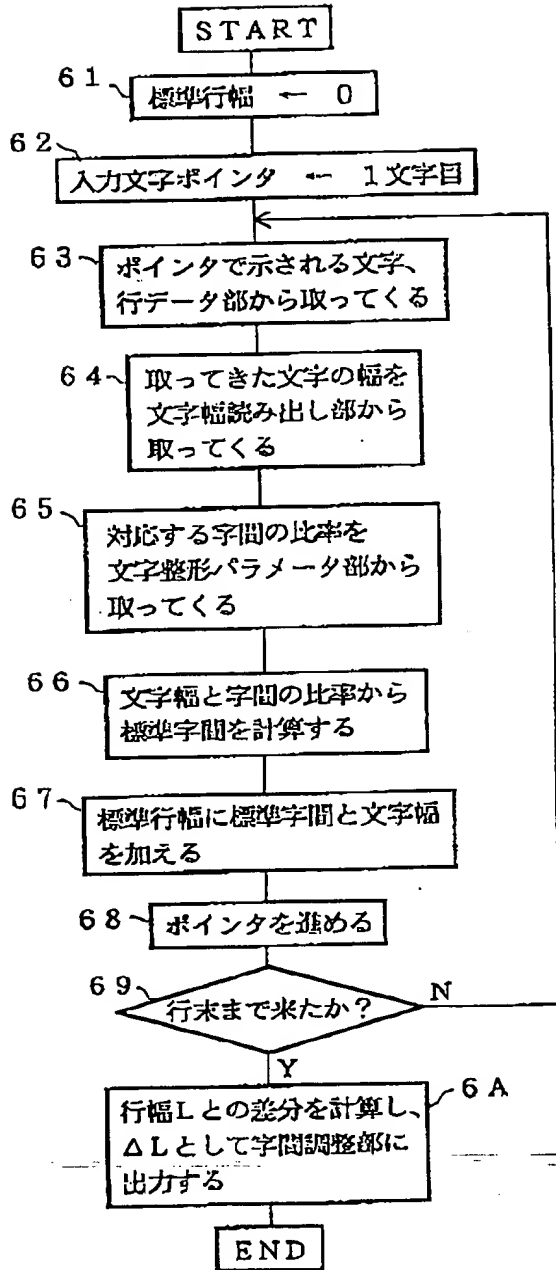 START
61
標準行幅 ← 0
62
入力文字ポインタ ← 1文字目
63
ポインタで示される文字、
行データ部から取ってくる
64
取ってきた文字の幅を
文字幅読み出し部から
取ってくる
65
対応する字間の比率を
文字整形パラメータ部から
取ってくる
66
文字幅と字間の比率から
標準字間を計算する
67
標準行幅に標準字間と文字幅
を加える
68
ポインタを進める
69
行末まで来たか?
N
Y
6A
行幅Lとの差分を計算し、
ΔLとして字間調整部に
出力する
END